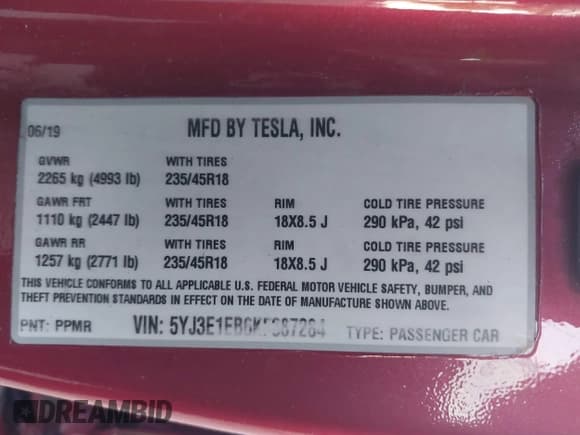 06/19
MFD BY TESLA, INC.
GVWR WITH TIRES
2265 kg (4993 lb) 235/45R18
GAWR FRT WITH TIRES RIM COLD TIRE PRESSURE
1110 kg (2447 lb) 235/45R18 18X8.5 J 290 kPa, 42 psi
GAWR RR WITH TIRES RIM COLD TIRE PRESSURE
1257 kg (2771 lb) 235/45R18 18X8.5 J 290 kPa, 42 psi
THIS VEHICLE CONFORMS TO ALL APPLICABLE U.S. FEDERAL MOTOR VEHICLE SAFETY, BUMPER, AND
THEFT PREVENTION STANDARDS IN EFFECT ON THE DATE OF MANUFACTURE SHOWN ABOVE.
PNT: PPMR VIN: TYPE: PASSENGER CAR
DREAMBID